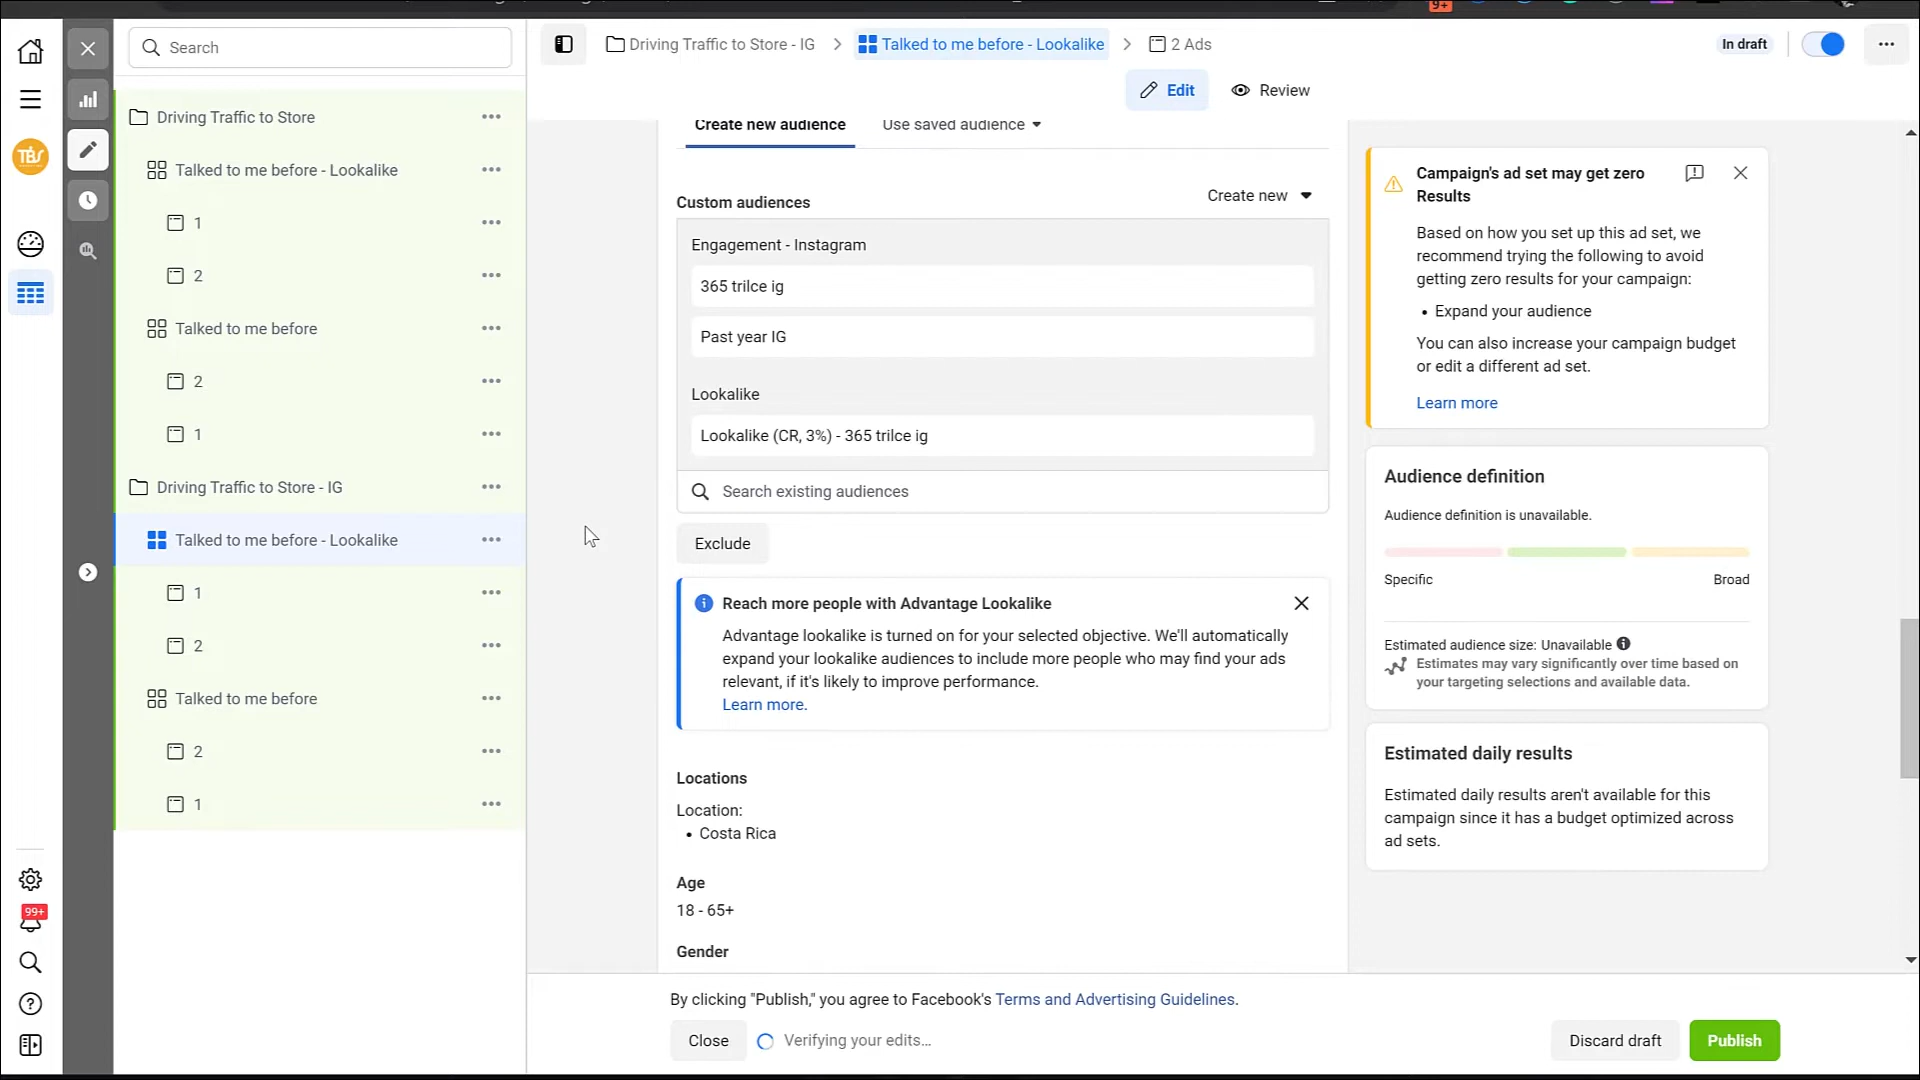 9+
Search
Driving Traffic to Store - IG
Talked to me before - Lookalike
2 Ads
In draft
Edit
Review
TBS
Driving Traffic to Store
Talked to me before - Lookalike
1
2
Talked to me before
2
1
Driving Traffic to Store - IG
Talked to me before - Lookalike
1
2
Talked to me before
2
1
99+
Create new audience
Use saved audience
Custom audiences
Create new
Engagement - Instagram
365 trilce ig
Past year IG
Lookalike
Lookalike (CR, 3%) - 365 trilce ig
Search existing audiences
Exclude
Reach more people with Advantage Lookalike
Advantage lookalike is turned on for your selected objective. We'll automatically
expand your lookalike audiences to include more people who may find your ads
relevant, if it's likely to improve performance.
Learn more.
Locations
Location:
• Costa Rica
Age
18 - 65+
Gender
Campaign's ad set may get zero
Results
Based on how you set up this ad set, we
recommend trying the following to avoid
getting zero results for your campaign:
• Expand your audience
You can also increase your campaign budget
or edit a different ad set.
Learn more
Audience definition
Audience definition is unavailable.
Specific
Broad
Estimated audience size: Unavailable
Estimates may vary significantly over time based on
your targeting selections and available data.
Estimated daily results
Estimated daily results aren't available for this
campaign since it has a budget optimized across
ad sets.
By clicking "Publish," you agree to Facebook's Terms and Advertising Guidelines.
Close
Verifying your edits...
Discard draft
Publish